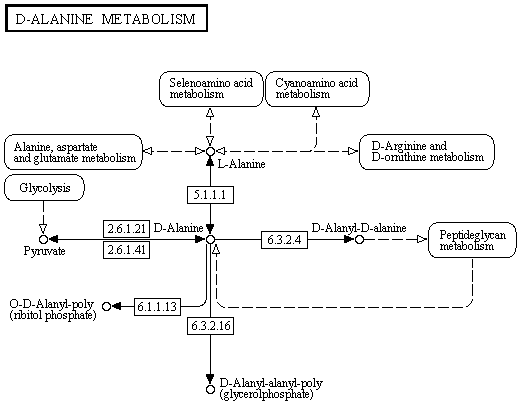 D-ALANINE METABOLISM
Selenoamino acid
metabolism
Cyanoamino acid
metabolism
Alanine, aspartate
and glutamate metabolism
L-Alanine
D-Arginine and
D-ornithine metabolism
Glycolysis
5.1.1.1
2.6.1.21
D-Alanine
6.3.2.4
D-Alanyl-D-alanine
Peptideglycan
metabolism
Pyruvate
2.6.1.41
O-D-Alanyl-poly
(ribitol phosphate)
6.1.1.13
6.3.2.16
D-Alanyl-alanyl-poly
(glycerolphosphate)